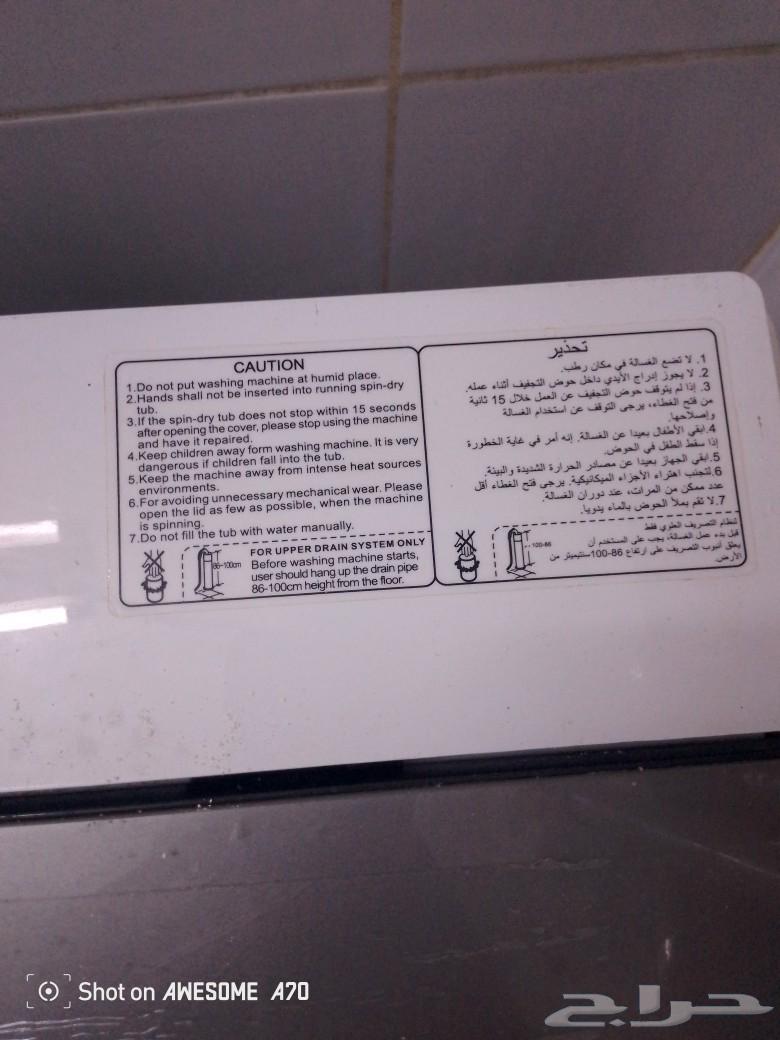 CAUTION
1.Do not put washing machine at humid place.
2.Hands shall not be inserted into running spin-dry
tub.
3.If the spin-dry tub does not stop within 15 seconds
after opening the cover, please stop using the machine
and have it repaired.
4.Keep children away form washing machine. It is very
dangerous if children fall into the tub.
5.Keep the machine away from intense heat sources
environments.
6.For avoiding unnecessary mechanical wear. Please
open the lid as few as possible, when the machine
is spinning.
7.Do not fill the tub with water manually.
86~100cm
FOR UPPER DRAIN SYSTEM ONLY
Before washing machine starts,
user should hang up the drain pipe
86-100cm height from the floor.
تحذير
1. لا تضع الغسالة في مكان رطب.
2. لا يجوز إدراج الأيدي داخل حوض التجفيف أثناء عمله.
3. إذا لم يتوقف حوض التجفيف عن العمل خلال 15 ثانية
من فتح الغطاء، يرجى التوقف عن استخدام الغسالة
وإصلاحها.
4.ابقي الأطفال بعيدا عن الغسالة. إنه أمر في غاية الخطورة
إذا سقط الطفل في الحوض.
5.ابقي الجهاز بعيدا عن مصادر الحرارة الشديدة والبيئة.
6.لتجنب اهتراء الأجزاء الميكانيكية. يرجى فتح الغطاء أقل
عدد ممكن من المرات، عند دوران الغسالة.
7.لا تقم بملأ الحوض بالماء يدويا.
100-86
لنظام التصريف العلوي فقط
قبل بدء عمل الغسالة، يجب على المستخدم أن
يعلق أنبوب التصريف على ارتفاع 86-100سنتيميتر من
الأرض.
Shot on AWESOME A70
حراج